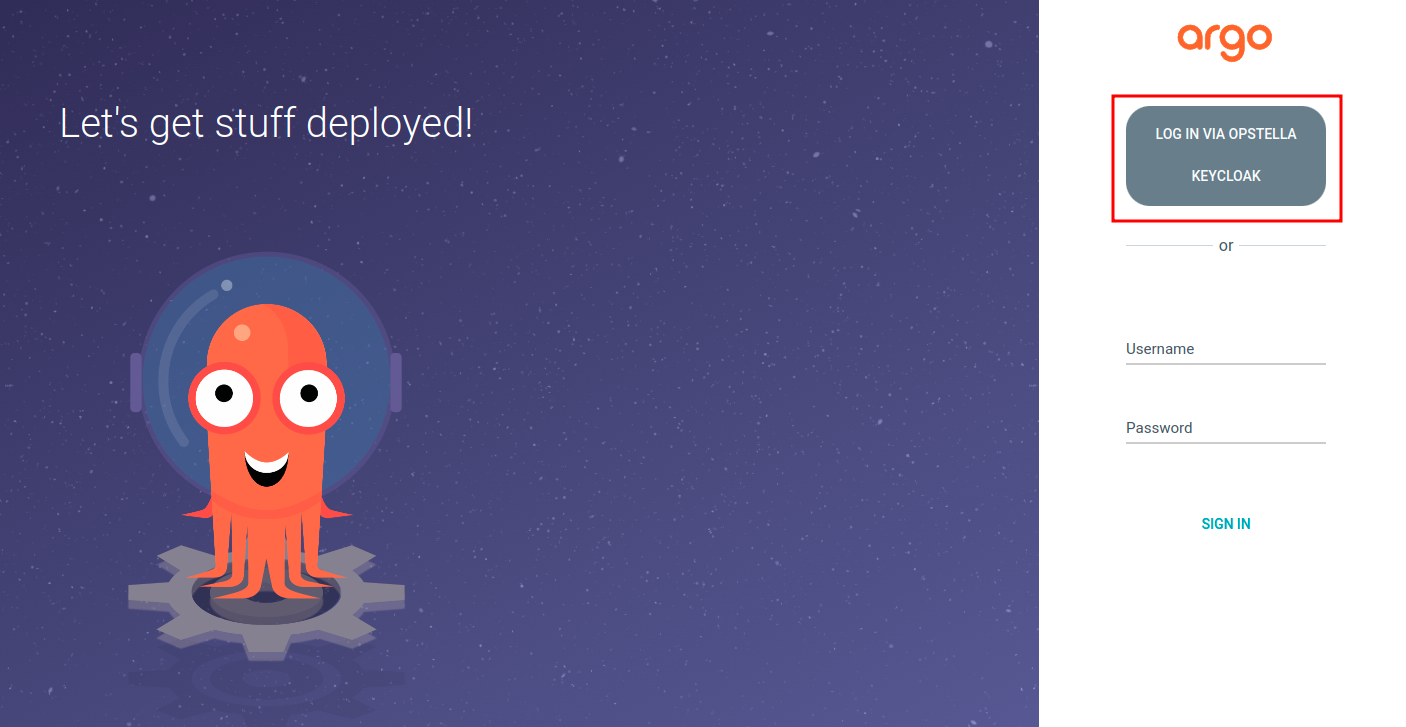 Let's get stuff deployed!
argo
LOG IN VIA OPSTELLA
KEYCLOAK
or
Username
Password
SIGN IN